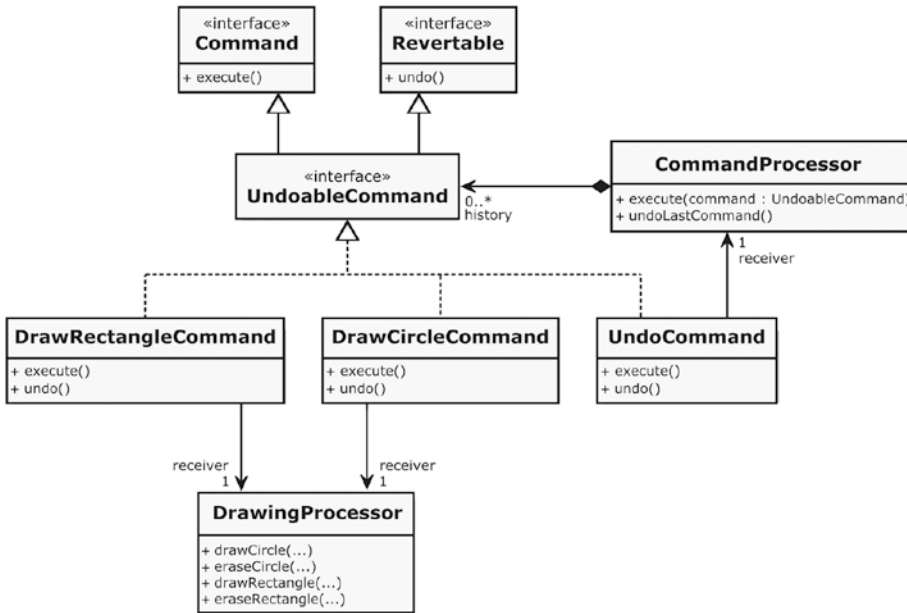 «interface»
Command
+ execute()
«interface»
Revertable
+ undo()
«interface»
UndoableCommand
0..*
history
CommandProcessor
+ execute(command : UndoableCommand)
+ undoLastCommand()
1
receiver
DrawRectangleCommand
+ execute()
+ undo()
DrawCircleCommand
+ execute()
+ undo()
UndoCommand
+ execute()
+ undo()
receiver
1
receiver
1
DrawingProcessor
+ drawCircle(...)
+ eraseCircle(...)
+ drawRectangle(...)
+ eraseRectangle(...)